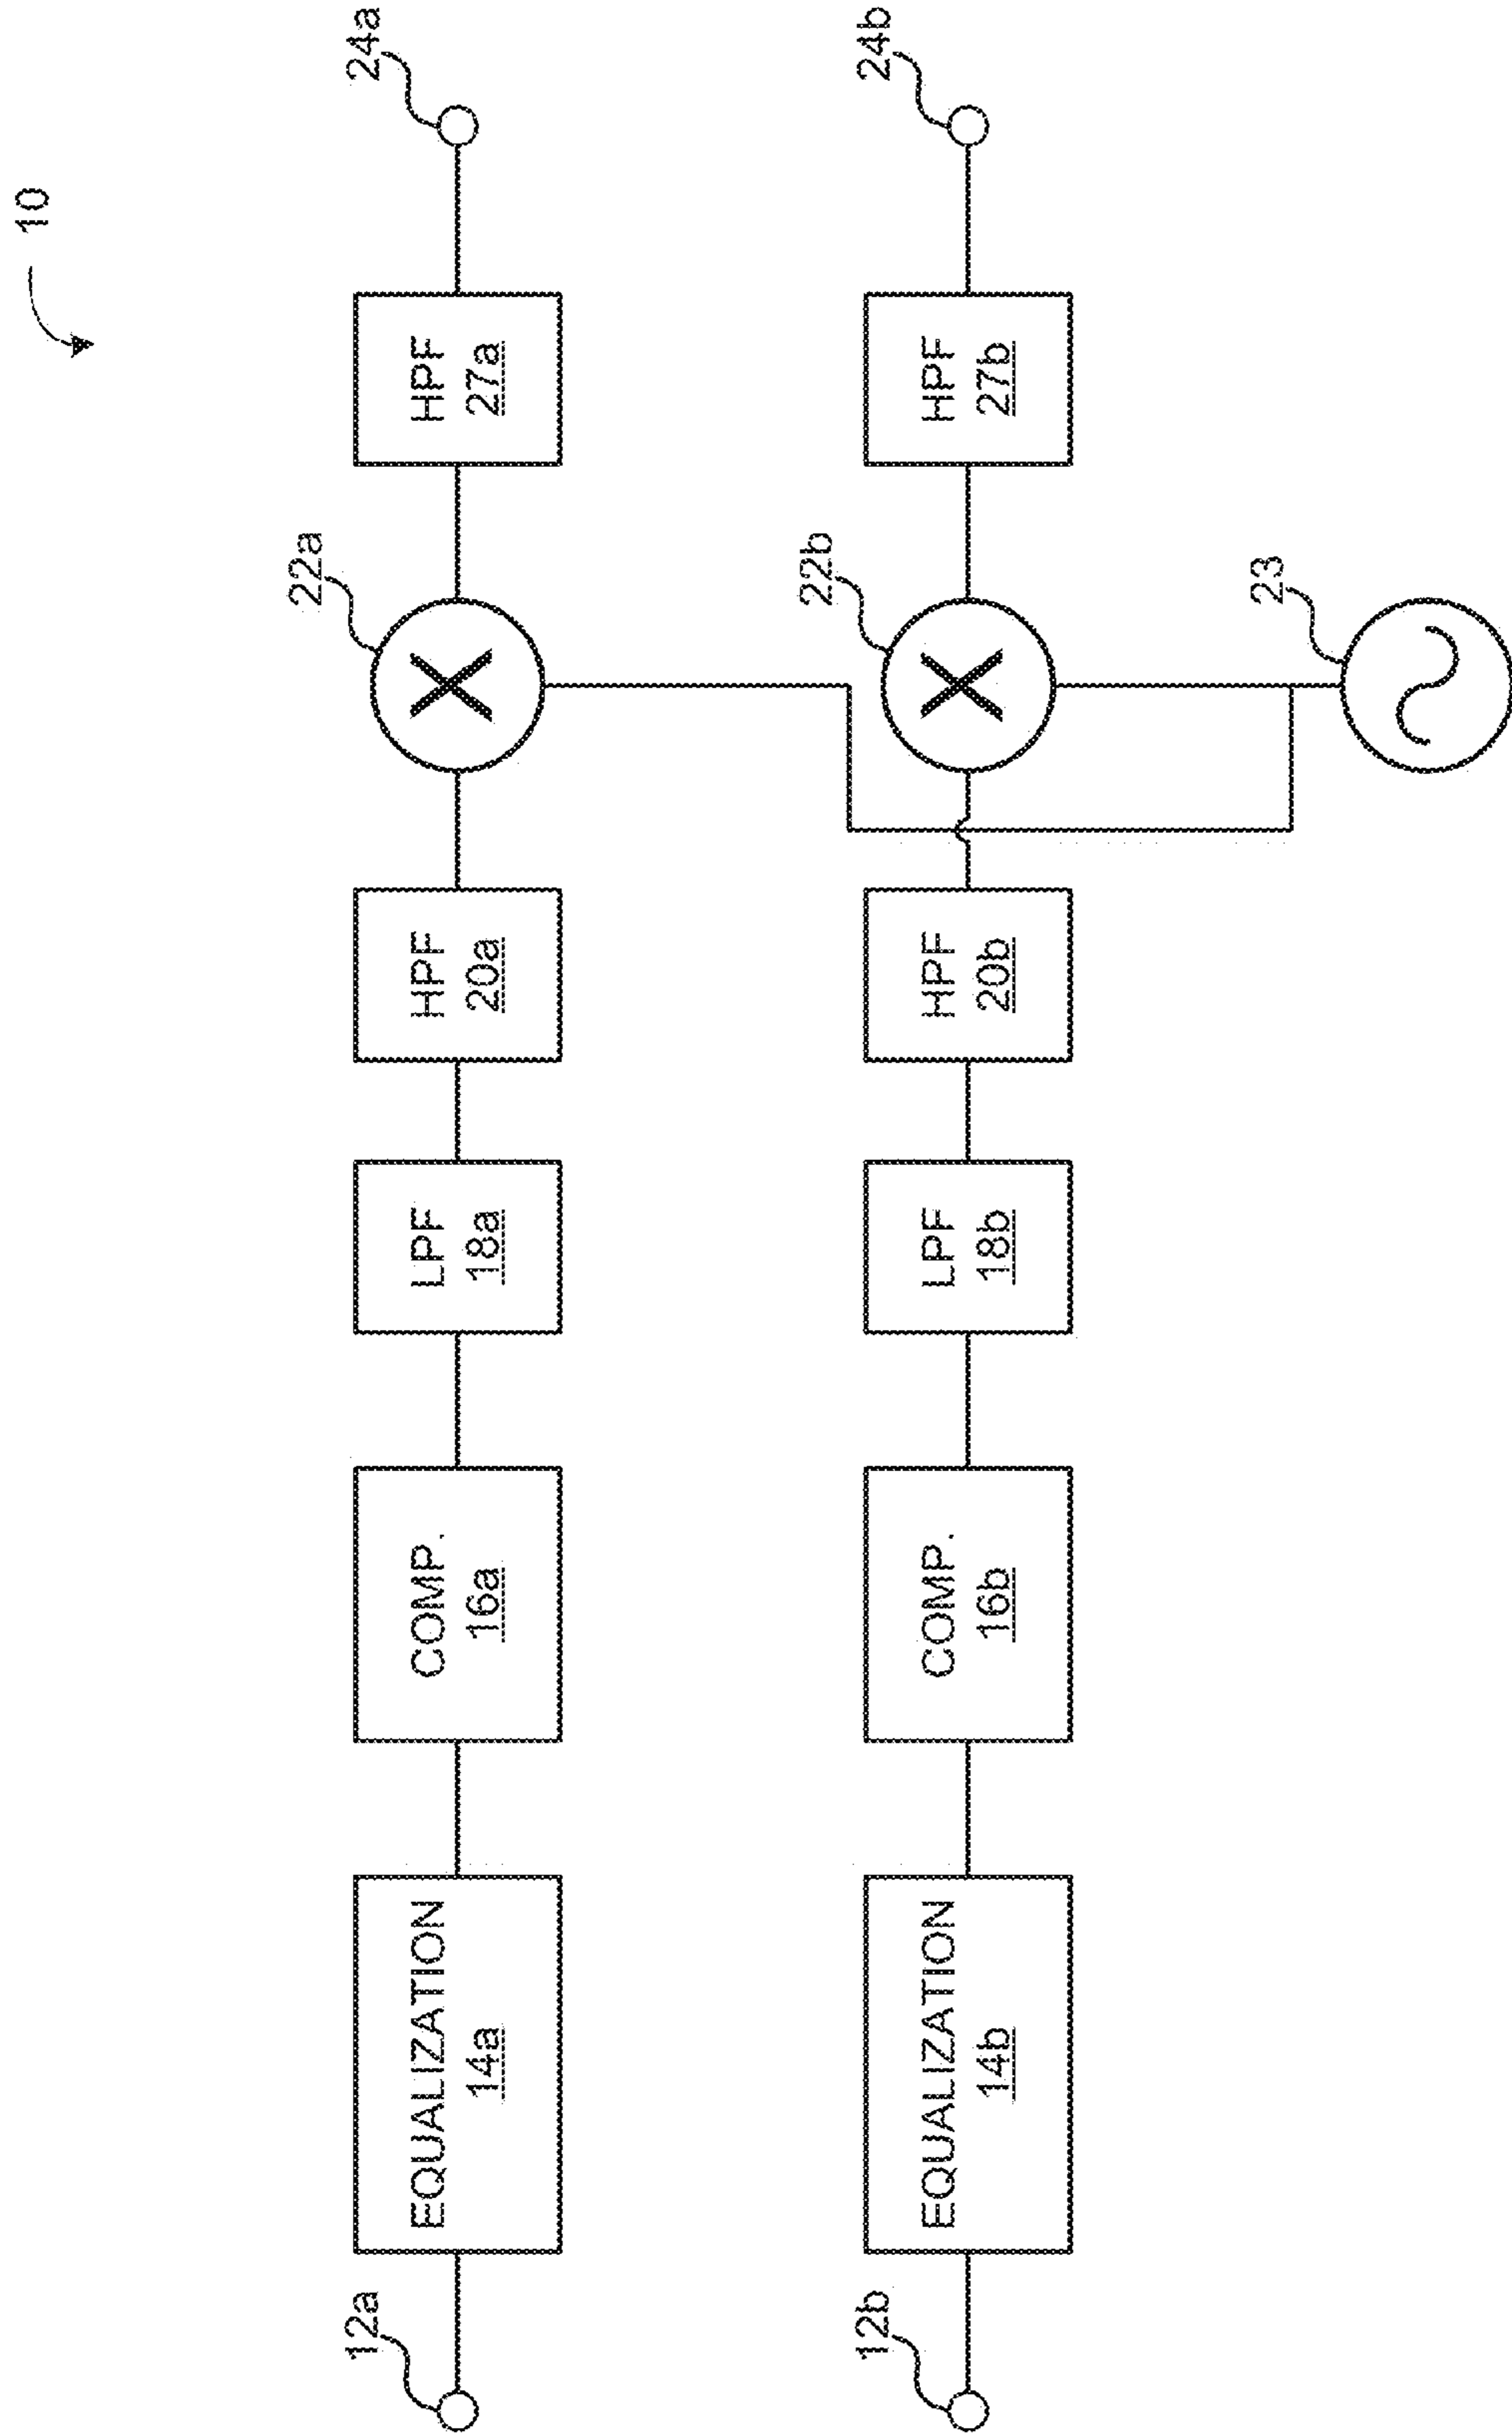 10
12a
EQUALIZATION
14a
COMP.
16a
LPF
18a
HPF
20a
22a
HPF
27a
24a
12b
EQUALIZATION
14b
COMP.
16b
LPF
18b
HPF
20b
22b
HPF
27b
24b
23